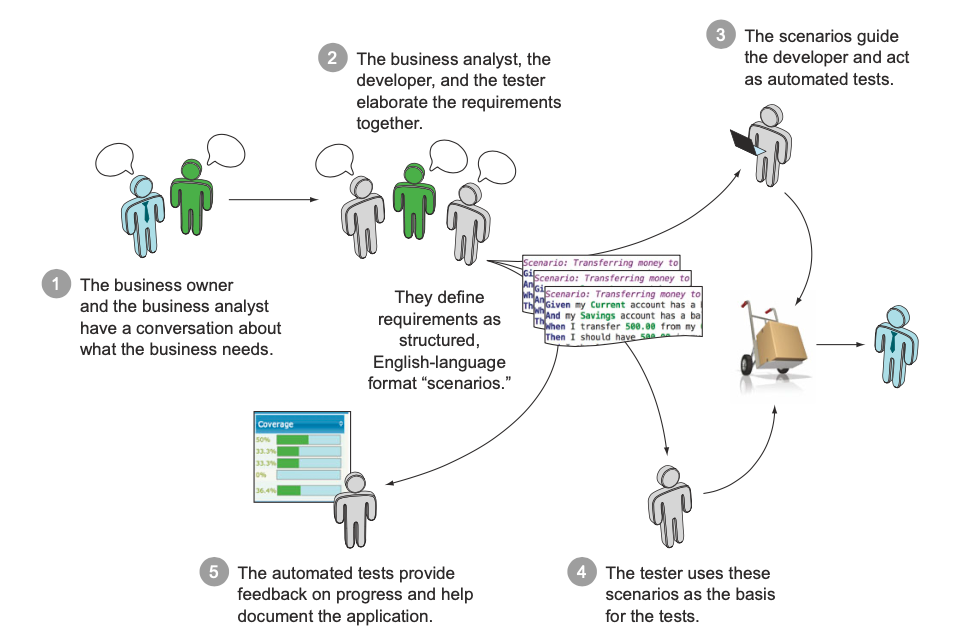 1
The business owner
and the business analyst
have a conversation about
what the business needs.
2
The business analyst, the
developer, and the tester
elaborate the requirements
together.
They define
requirements as
structured,
English-language
format “scenarios.”
Scenario: Transferring money to
Gi
An
Wh
Th
Scenario: Transferring money to
Gi
An
Wh
Th
Scenario: Transferring money to
Given my Current account has a
And my Savings account has a ba
When I transfer 500.00 from my
Then I should have 500
3
The scenarios guide
the developer and act
as automated tests.
4
The tester uses these
scenarios as the basis
for the tests.
Coverage
50%
33.3%
33.3%
0%
36.4%
5
The automated tests provide
feedback on progress and help
document the application.